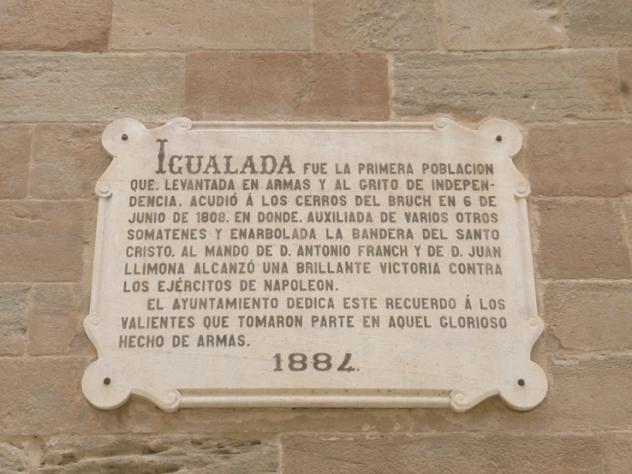 IGUALADA FUE LA PRIMERA POBLACION
QUE, LEVANTADA EN ARMAS Y AL GRITO DE INDEPEN-
DENCIA, ACUDIÓ Á LOS CERROS DEL BRUCH EN 6 DE
JUNIO DE 1808, EN DONDE, AUXILIADA DE VARIOS OTROS
SOMATENES Y ENARBOLADA LA BANDERA DEL SANTO
CRISTO, AL MANDO DE D. ANTONIO FRANCH Y DE D. JUAN
LLIMONA ALCANZÓ UNA BRILLANTE VICTORIA CONTRA
LOS EJÉRCITOS DE NAPOLEON.
EL AYUNTAMIENTO DEDICA ESTE RECUERDO Á LOS
VALIENTES QUE TOMARON PARTE EN AQUEL GLORIOSO
HECHO DE ARMAS.
1884.